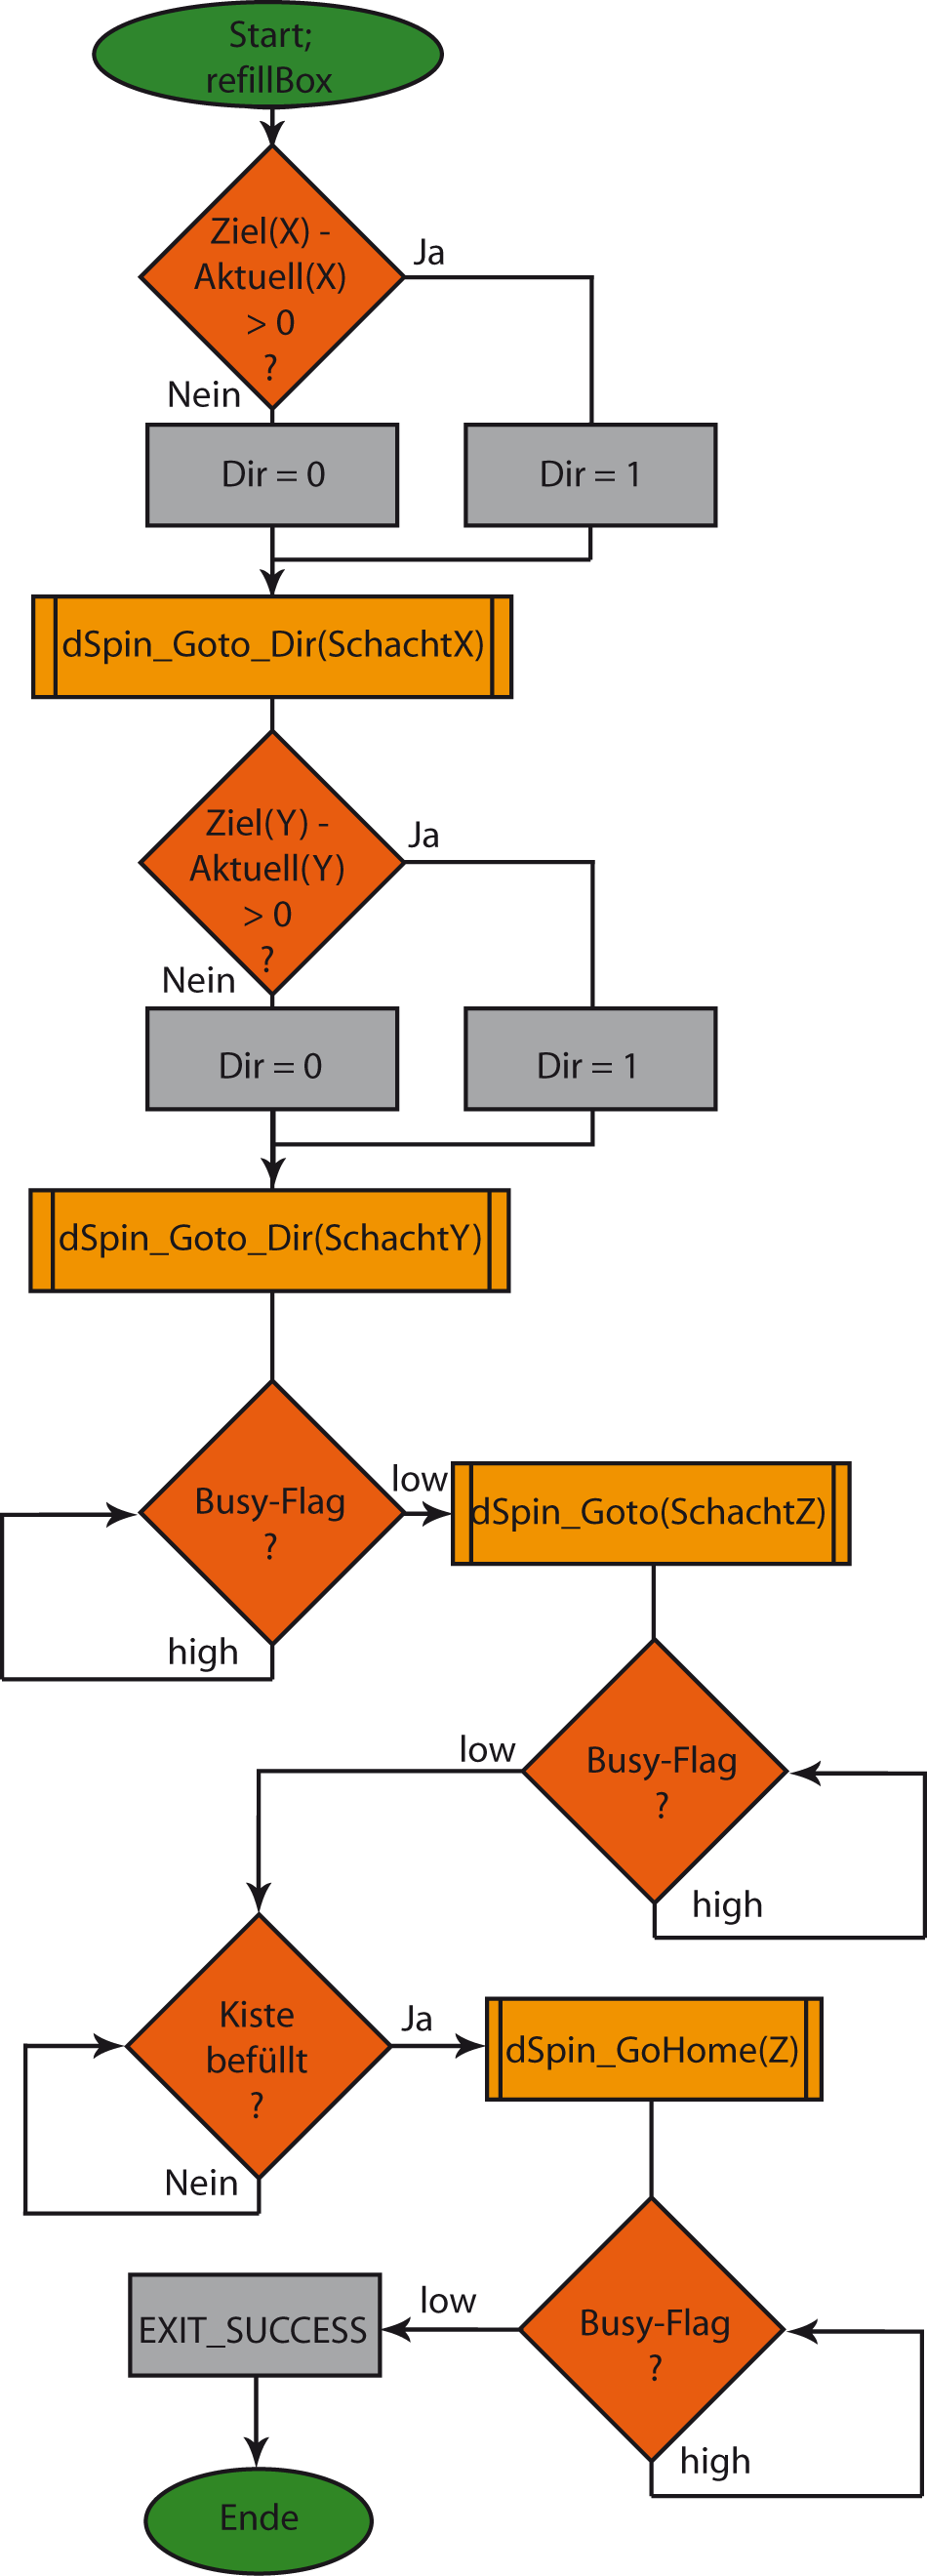 Start;
refillBox
Ziel(X) -
Aktuell(X)
> 0
?
Ja
Nein
Dir = 0
Dir = 1
dSpin_Goto_Dir(SchachtX)
Ziel(Y) -
Aktuell(Y)
> 0
?
Ja
Nein
Dir = 0
Dir = 1
dSpin_Goto_Dir(SchachtY)
Busy-Flag
?
low
high
dSpin_Goto(SchachtZ)
Busy-Flag
?
low
high
Kiste
befüllt
?
Ja
Nein
dSpin_GoHome(Z)
Busy-Flag
?
low
high
EXIT_SUCCESS
Ende